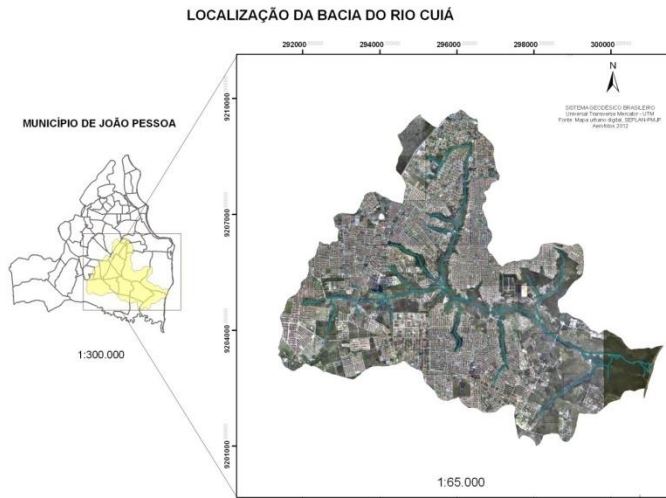 LOCALIZAÇÃO DA BACIA DO RIO CUIÁ
292000 294000 296000 298000 300000
N
SISTEMA GEODÉSICO BRASILEIRO
Universal Transverse Mercator - UTM
Fonte: Mapa urbano digital, SEPLAN-PMJP
Aerofotos 2012
MUNICÍPIO DE JOÃO PESSOA
9210000
9207000
9204000
9201000
1:300.000
1:65.000